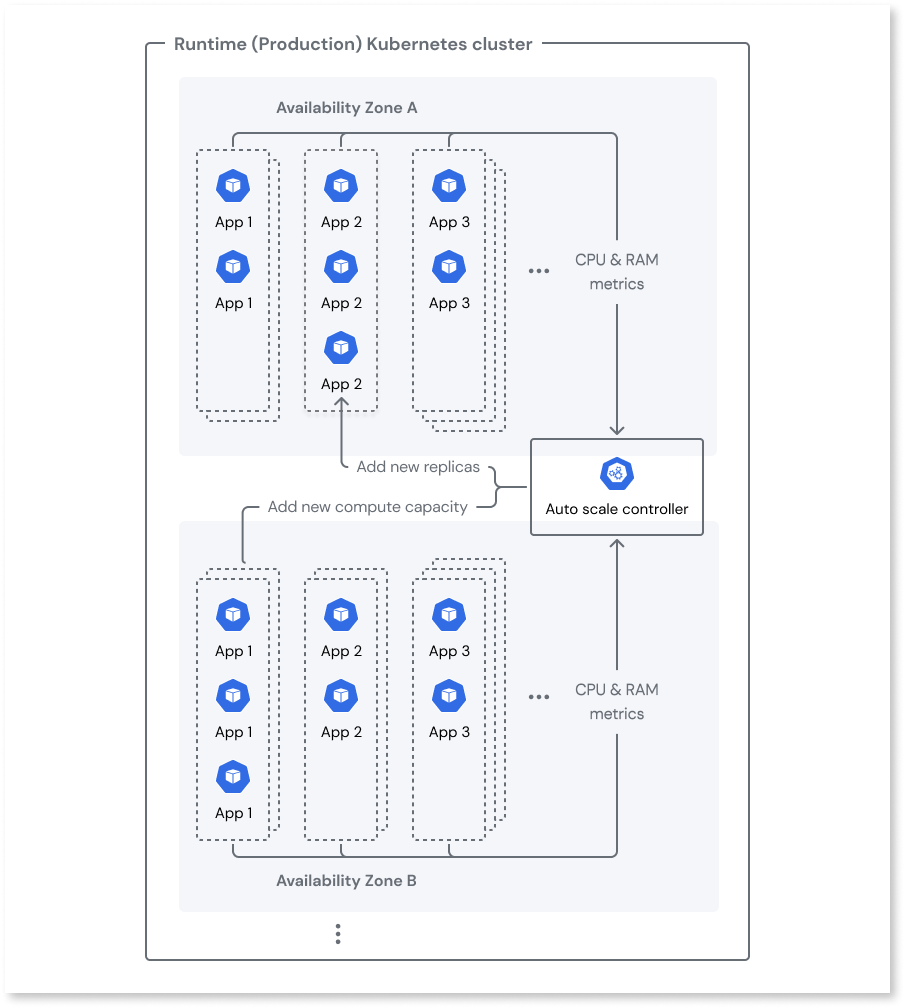 Runtime (Production) Kubernetes cluster
Availability Zone A
App 1
App 2
App 3
App 1
App 2
App 3
App 2
CPU & RAM
metrics
Add new replicas
Add new compute capacity
Auto scale controller
App 1
App 2
App 3
App 1
App 2
App 3
App 1
CPU & RAM
metrics
Availability Zone B